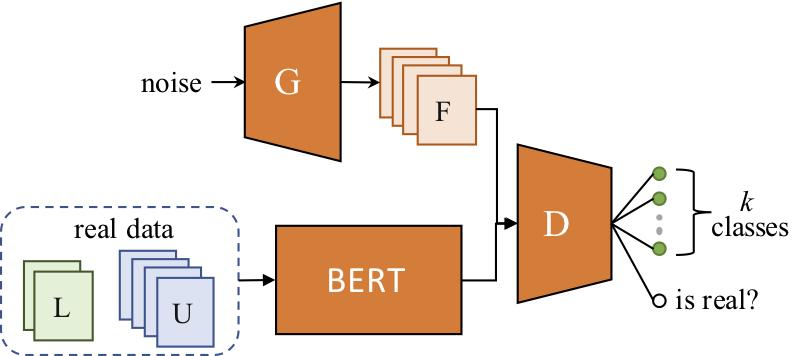 noise
G
F
real data
L
U
BERT
D
k
classes
is real?